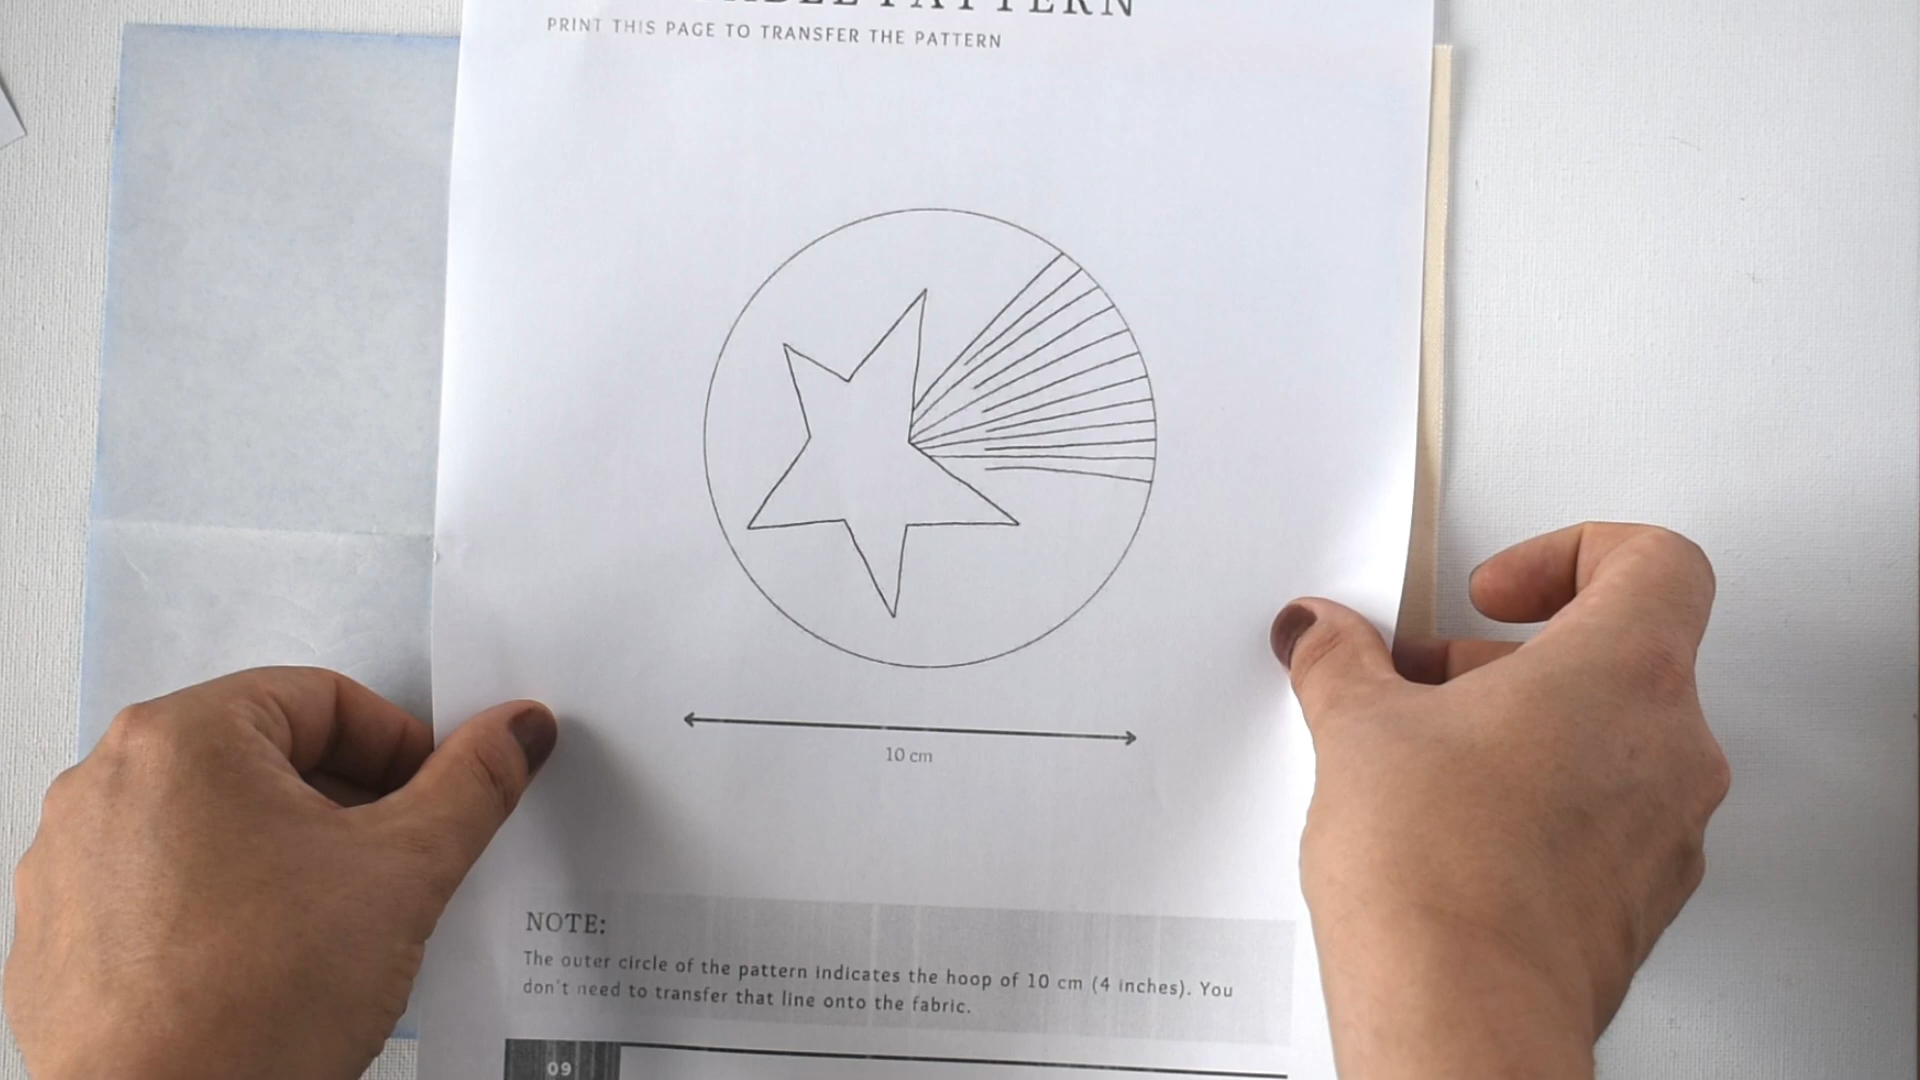 PATTERN
PRINT THIS PAGE TO TRANSFER THE PATTERN
10 cm
NOTE:
The outer circle of the pattern indicates the hoop of 10 cm (4 inches). You
don't need to transfer that line onto the fabric.
09